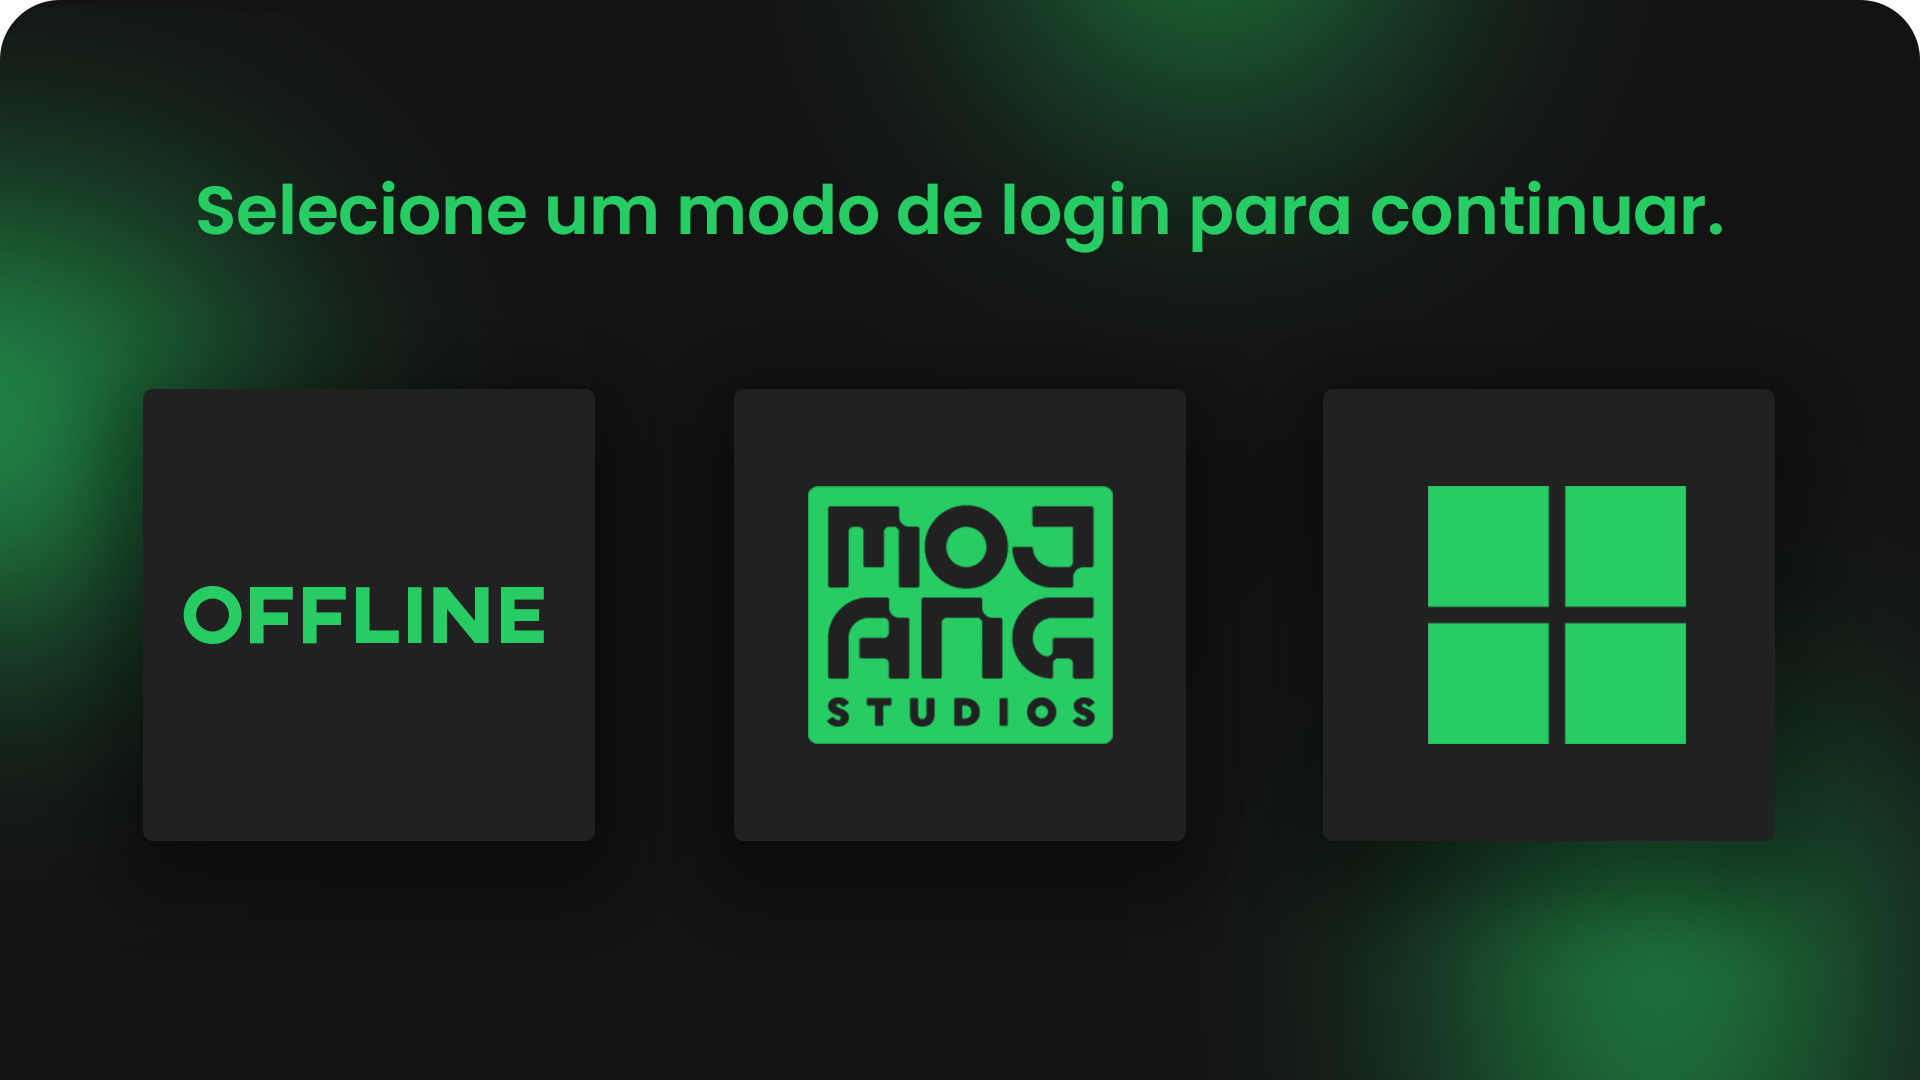 Selecione um modo de login para continuar.
OFFLINE
MOJ
ANG
STUDIOS